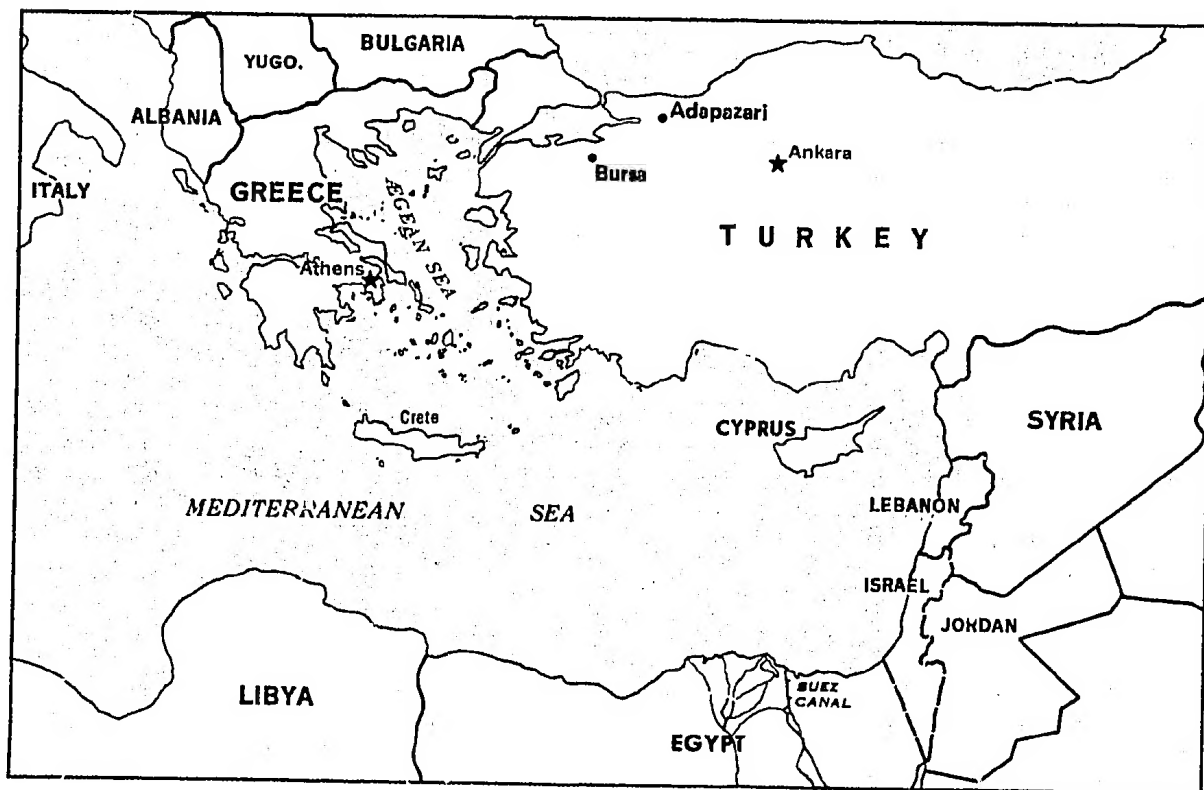 BULGARIA
YUGO.
ALBANIA
Adapazari
Ankara
Bursa
ITALY
GREECE
ÆGEAN SEA
TURKEY
Athens
Crete
CYPRUS
SYRIA
MEDITERRANEAN SEA
LEBANON
ISRAEL
JORDAN
LIBYA
SUEZ
CANAL
EGYPT